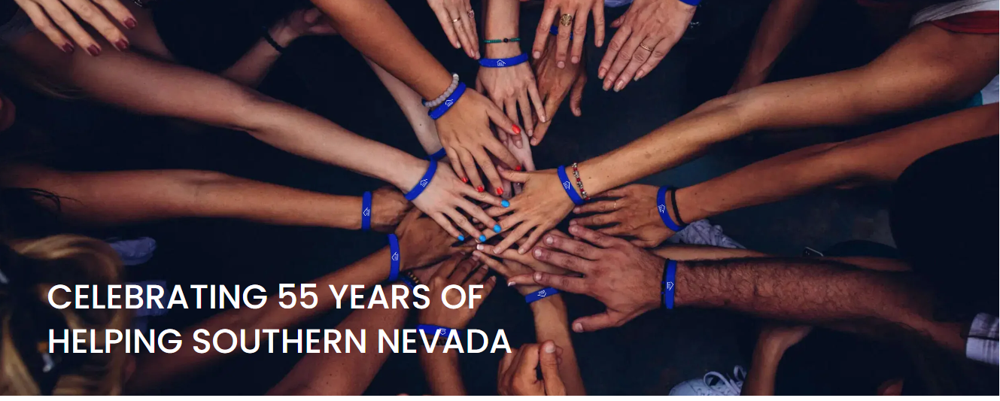 CELEBRATING 55 YEARS OF
HELPING SOUTHERN NEVADA